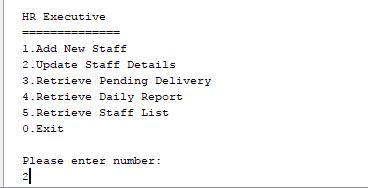 HR Executive
==============
1.Add New Staff
2.Update Staff Details
3.Retrieve Pending Delivery
4.Retrieve Daily Report
5.Retrieve Staff List
0.Exit
Please enter number:
2